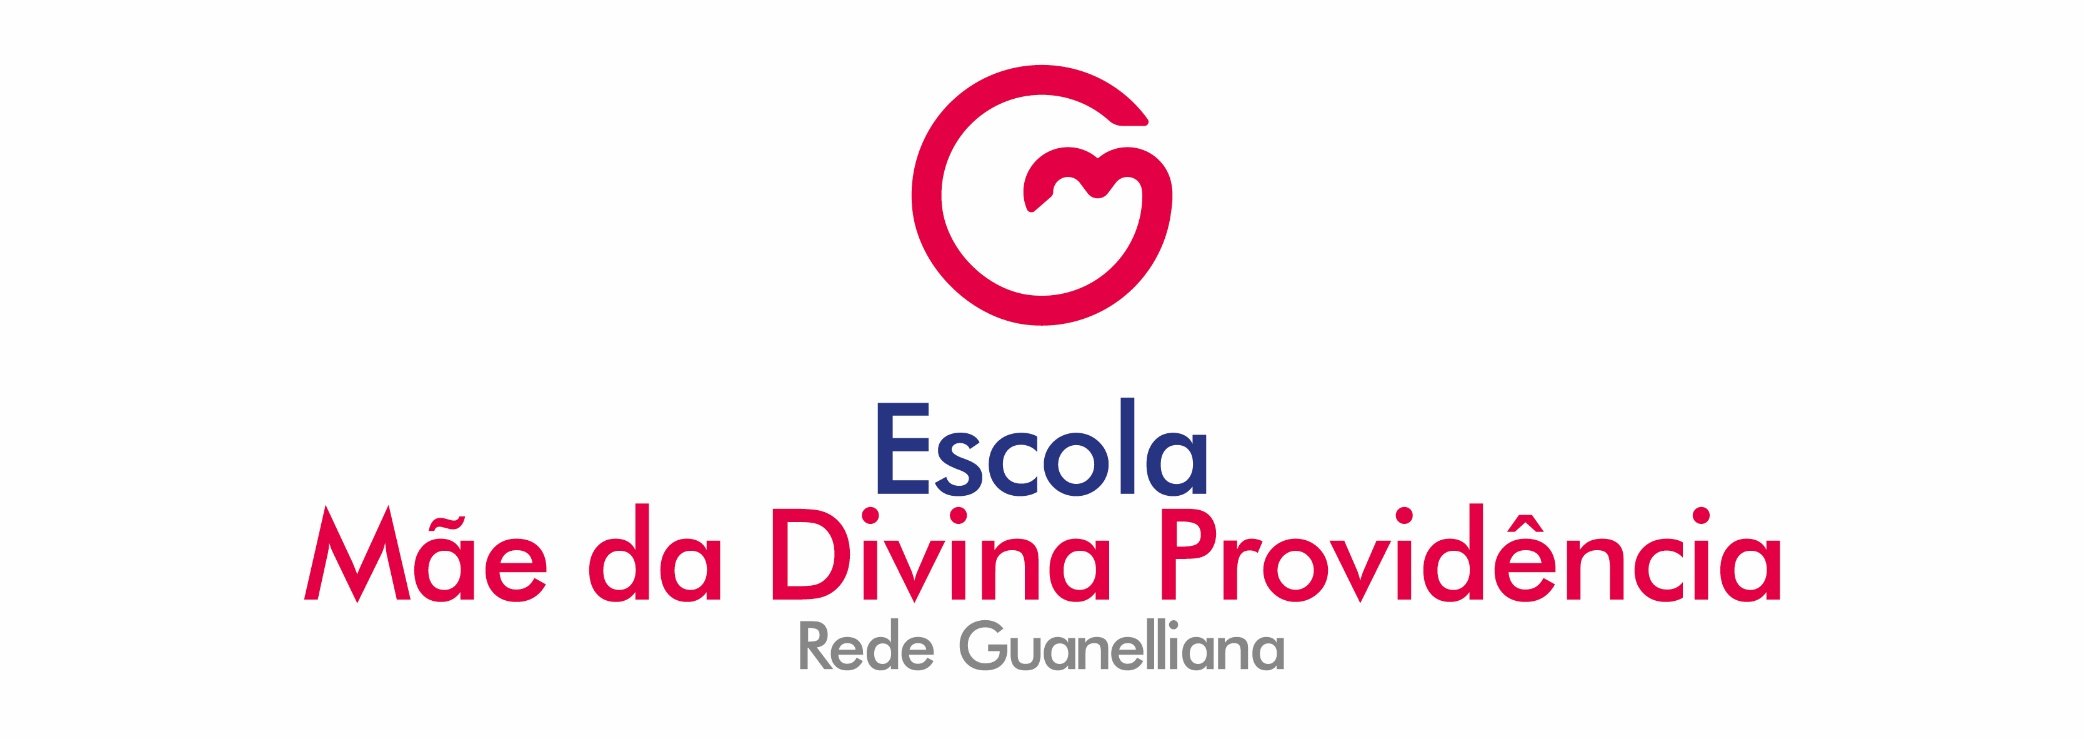 Escola
Mãe da Divina Providência
Rede Guanelliana